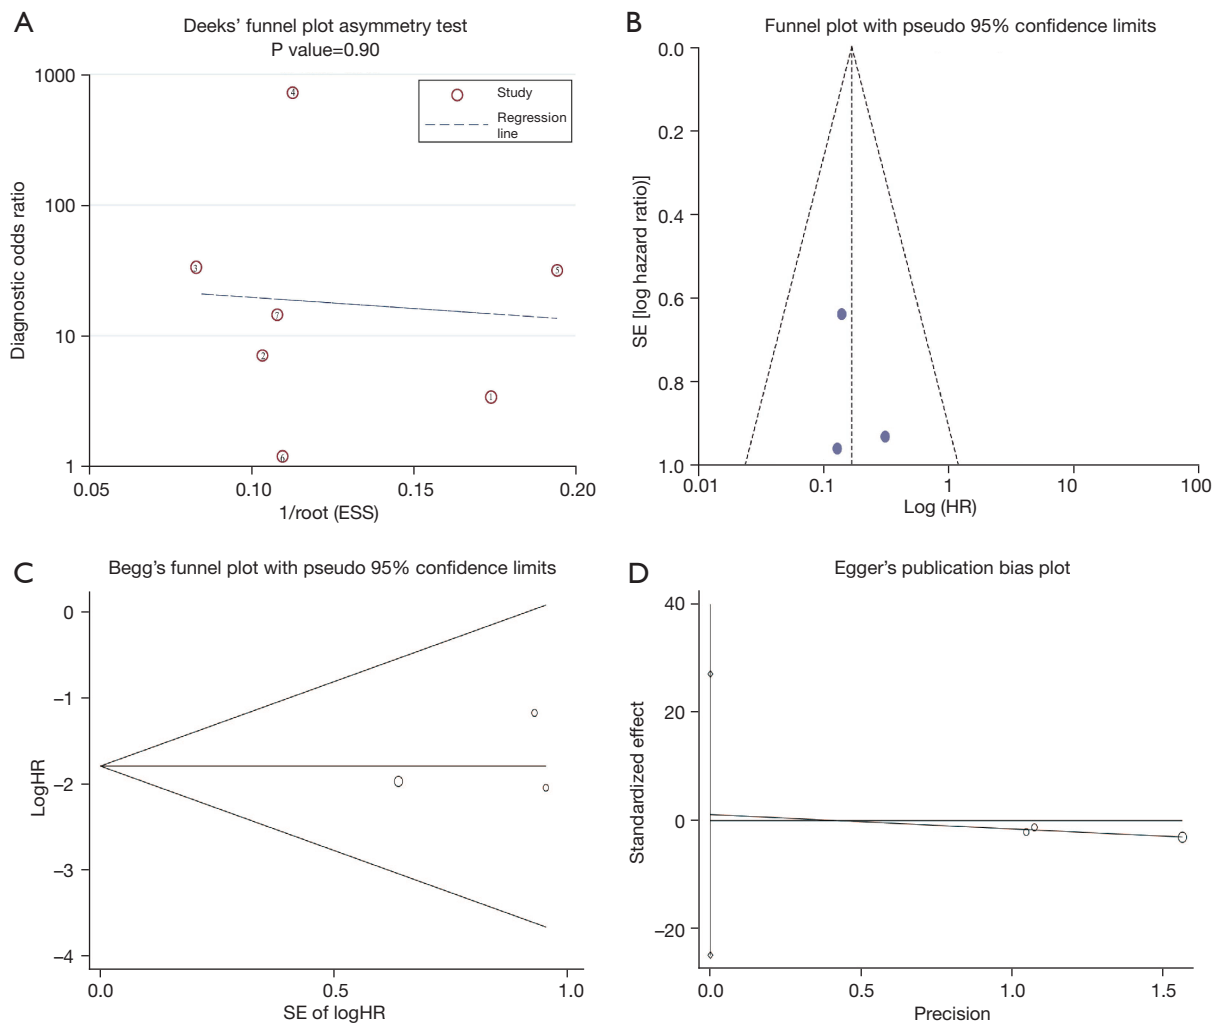 A
Deeks’ funnel plot asymmetry test
P value=0.90
1000
100
10
1
Diagnostic odds ratio
Study
Regression
line
4
3
5
7
2
1
6
0.05
0.10
0.15
0.20
1/root (ESS)
B
Funnel plot with pseudo 95% confidence limits
0.0
0.2
0.4
0.6
0.8
1.0
SE [log hazard ratio)]
0.01
0.1
1
10
100
Log (HR)
C
Begg’s funnel plot with pseudo 95% confidence limits
0
–1
–2
–3
–4
LogHR
0.0
0.5
1.0
SE of logHR
D
Egger’s publication bias plot
40
20
0
–20
Standardized effect
0.0
0.5
1.0
1.5
Precision